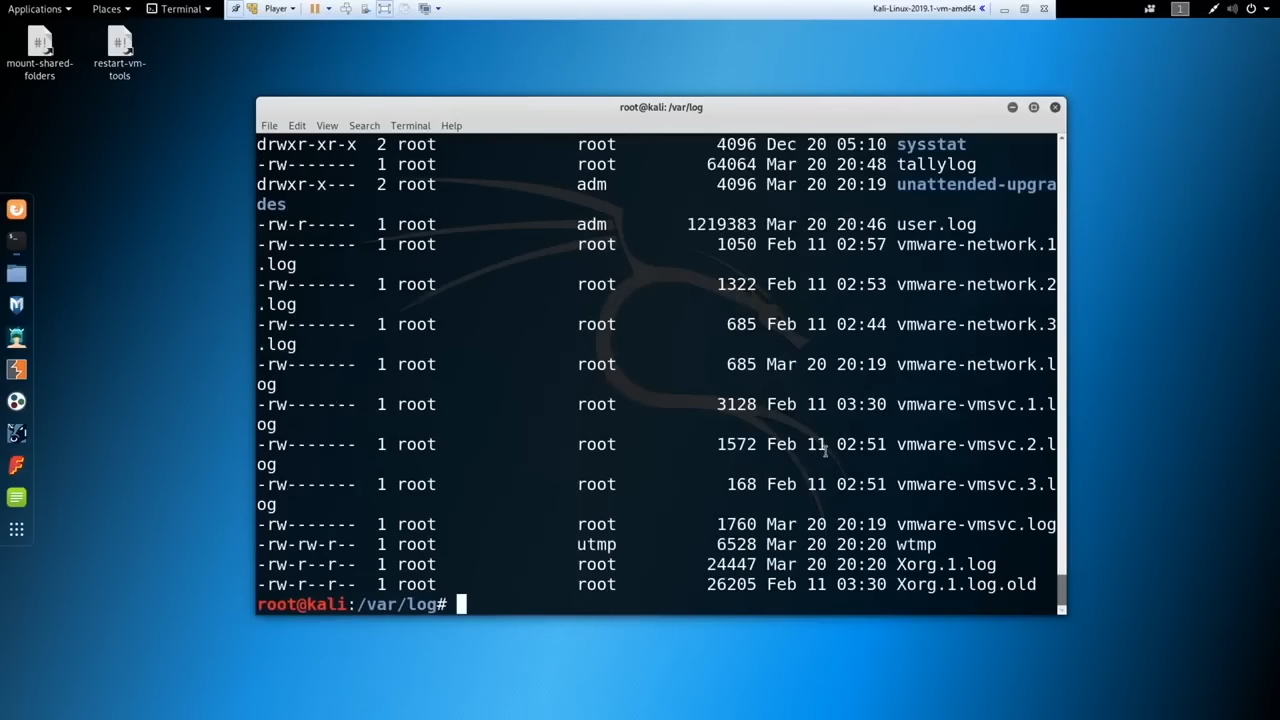 Applications Places Terminal Player Kali-Linux-2019.1-vm-amd64 1
mount-shared-folders
restart-vm-tools
root@kali: /var/log
File Edit View Search Terminal Help
drwxr-xr-x 2 root root 4096 Dec 20 05:10 sysstat
-rw------- 1 root root 64064 Mar 20 20:48 tallylog
drwxr-x--- 2 root adm 4096 Mar 20 20:19 unattended-upgra
des
-rw-r----- 1 root adm 1219383 Mar 20 20:46 user.log
-rw------- 1 root root 1050 Feb 11 02:57 vmware-network.1
.log
-rw------- 1 root root 1322 Feb 11 02:53 vmware-network.2
.log
-rw------- 1 root root 685 Feb 11 02:44 vmware-network.3
.log
-rw------- 1 root root 685 Mar 20 20:19 vmware-network.l
og
-rw------- 1 root root 3128 Feb 11 03:30 vmware-vmsvc.1.l
og
-rw------- 1 root root 1572 Feb 11 02:51 vmware-vmsvc.2.l
og
-rw------- 1 root root 168 Feb 11 02:51 vmware-vmsvc.3.l
og
-rw------- 1 root root 1760 Mar 20 20:19 vmware-vmsvc.log
-rw-rw-r-- 1 root utmp 6528 Mar 20 20:20 wtmp
-rw-r--r-- 1 root root 24447 Mar 20 20:20 Xorg.1.log
-rw-r--r-- 1 root root 26205 Feb 11 03:30 Xorg.1.log.old
root@kali:/var/log#